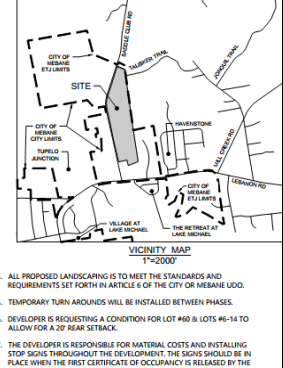 SADDLE CLUB RD
CITY OF
MEBANE
ETJ LIMITS
TALISKER TRAIL
JONQUIL TRAIL
SITE
CITY OF
MEBANE
CITY LIMITS
HAVENSTONE
TUPELO
JUNCTION
MILL CREEK RD
LEBANON RD
CITY OF
MEBANE
ETJ LIMITS
VILLAGE AT
LAKE MICHAEL
THE RETREAT AT
LAKE MICHAEL
VICINITY MAP
1"=2000'
ALL PROPOSED LANDSCAPING IS TO MEET THE STANDARDS AND
REQUIREMENTS SET FORTH IN ARTICLE 6 OF THE CITY OR MEBANE UDO.
TEMPORARY TURN AROUNDS WILL BE INSTALLED BETWEEN PHASES.
DEVELOPER IS REQUESTING A CONDITION FOR LOT #60 & LOTS #6-14 TO
ALLOW FOR A 20' REAR SETBACK.
THE DEVELOPER IS RESPONSIBLE FOR MATERIAL COSTS AND INSTALLING
STOP SIGNS THROUGHOUT THE DEVELOPMENT. THE SIGNS SHOULD BE IN
PLACE WHEN THE FIRST CERTIFICATE OF OCCUPANCY IS RELEASED BY THE